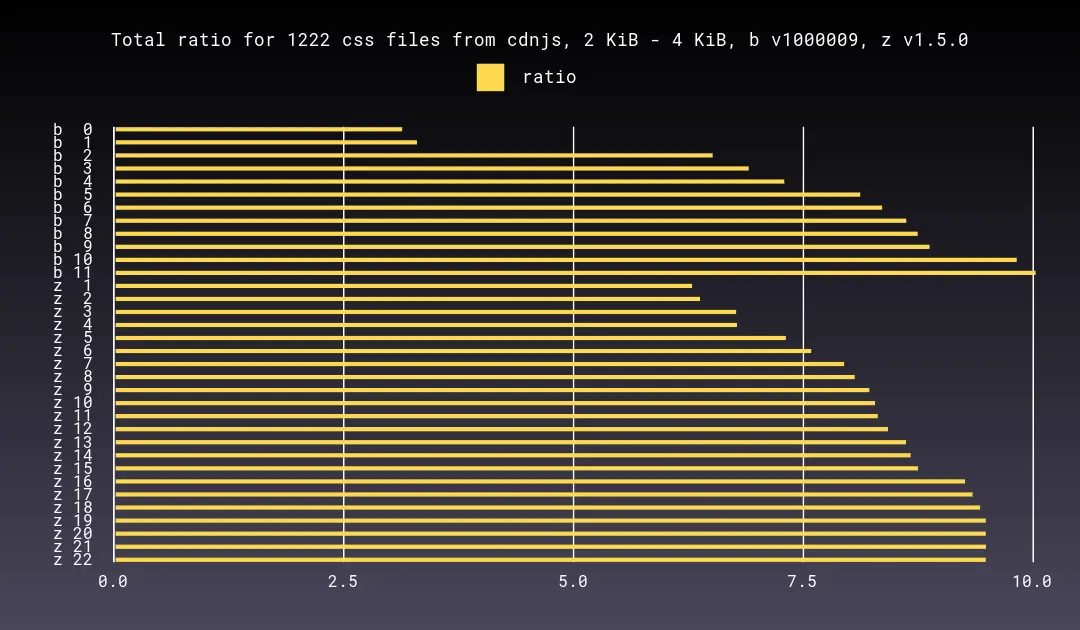 Total ratio for 1222 css files from cdnjs, 2 KiB - 4 KiB, b v1000009, z v1.5.0
ratio
b  0
b  1
b  2
b  3
b  4
b  5
b  6
b  7
b  8
b  9
b 10
b 11
z  1
z  2
z  3
z  4
z  5
z  6
z  7
z  8
z  9
z 10
z 11
z 12
z 13
z 14
z 15
z 16
z 17
z 18
z 19
z 20
z 21
z 22
0.0 2.5 5.0 7.5 10.0